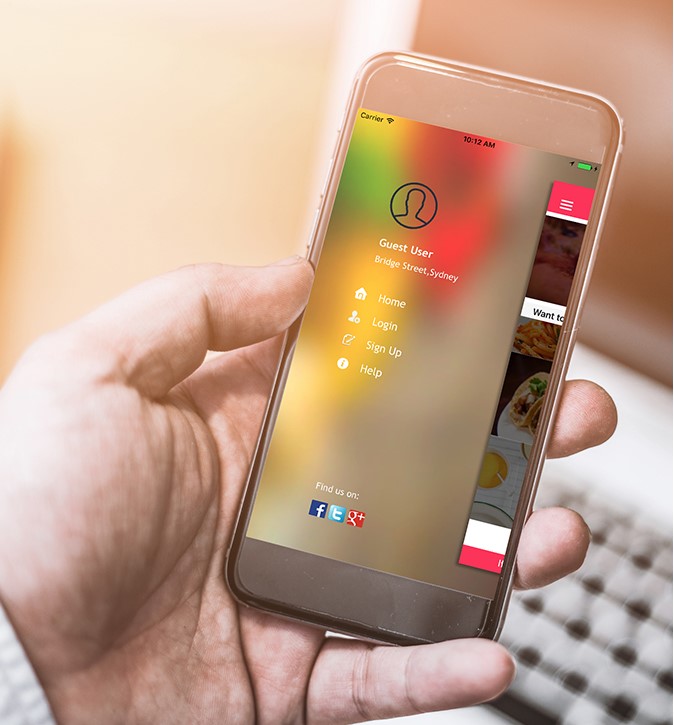 Carrier
10:12 AM
Guest User
Bridge Street,Sydney
Home
Login
Sign Up
Help
Find us on:
f
t
g+
Want to